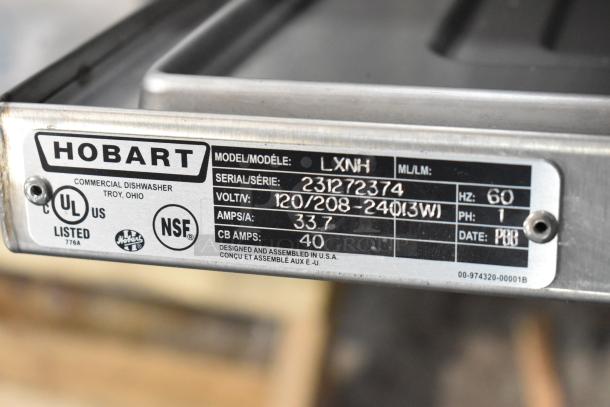 HOBART
COMMERCIAL DISHWASHER
TROY, OHIO
C UL US
LISTED
776A
Hobart
NSF
MODEL/MODÈLE: LXNH ML/LM:
SERIAL/SÉRIE: 231272374
VOLT/V: 120/208-240(3W) HZ: 60
AMPS/A: 33.7 PH: 1
CB AMPS: 40 DATE: PBB
DESIGNED AND ASSEMBLED IN U.S.A.
CONÇU ET ASSEMBLÉ AUX É.-U.
00-974320-00001B